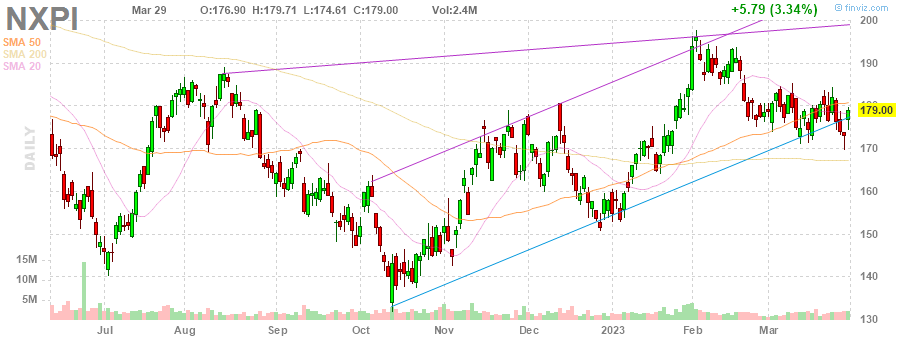 NXPI
Mar 29 O:176.90 H:179.71 L:174.61 C:179.00 Vol:2.4M +5.79 (3.34%)
© finviz.com
SMA 50
SMA 200
SMA 20
200
190
180
179.00
170
160
150
140
130
DAILY
15M
10M
5M
Jul Aug Sep Oct Nov Dec 2023 Feb Mar